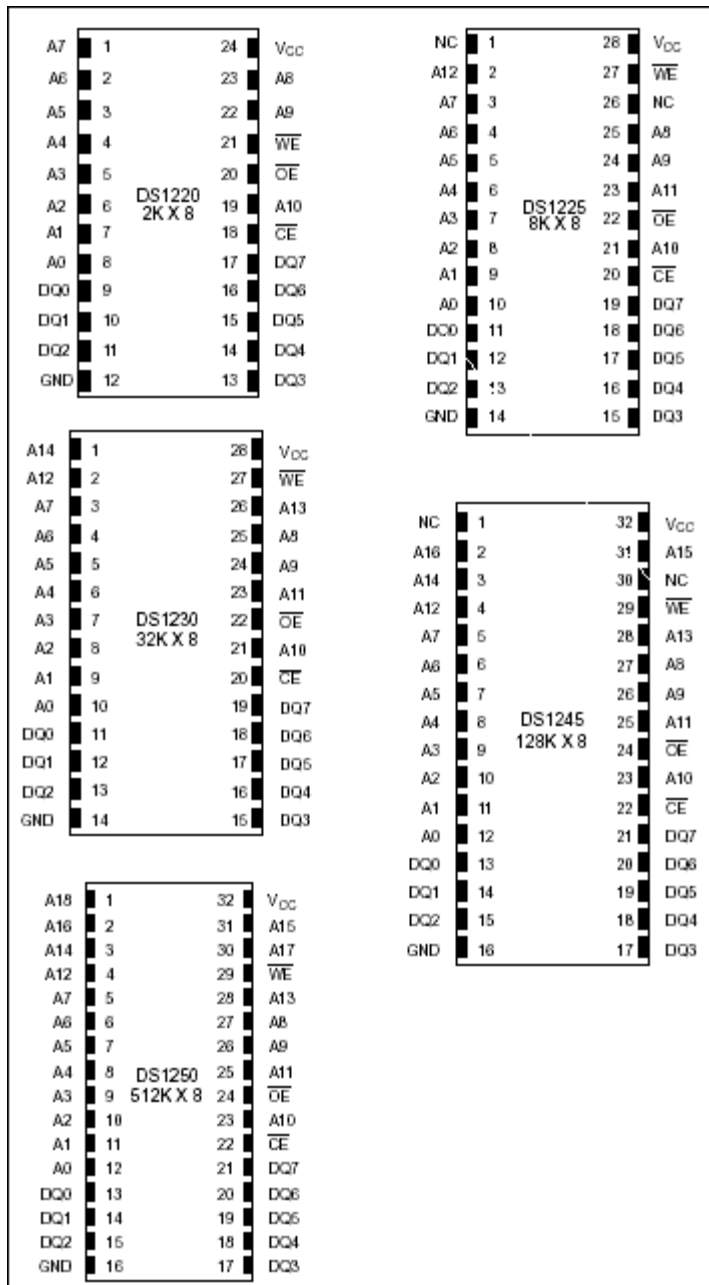 A7 1 24 VCC
A6 2 23 A8
A5 3 22 A9
A4 4 21 WE
A3 5 20 OE
DS1220
2K X 8
A2 6 19 A10
A1 7 18 CE
A0 8 17 DQ7
DQ0 9 16 DQ6
DQ1 10 15 DQ5
DQ2 11 14 DQ4
GND 12 13 DQ3
NC 1 28 VCC
A12 2 27 WE
A7 3 26 NC
A6 4 25 A8
A5 5 24 A9
A4 6 23 A11
DS1225
8K X 8
A3 7 22 OE
A2 8 21 A10
A1 9 20 CE
A0 10 19 DQ7
DC0 11 18 DQ6
DQ1 12 17 DQ5
DQ2 13 16 DQ4
GND 14 15 DQ3
A14 1 28 VCC
A12 2 27 WE
A7 3 26 A13
A6 4 25 A8
A5 5 24 A9
A4 6 23 A11
DS1230
32K X 8
A3 7 22 OE
A2 8 21 A10
A1 9 20 CE
A0 10 19 DQ7
DQ0 11 18 DQ6
DQ1 12 17 DQ5
DQ2 13 16 DQ4
GND 14 15 DQ3
NC 1 32 VCC
A16 2 31 A15
A14 3 30 NC
A12 4 29 WE
A7 5 28 A13
A6 6 27 A8
A5 7 26 A9
DS1245
128K X 8
A4 8 25 A11
A3 9 24 OE
A2 10 23 A10
A1 11 22 CE
A0 12 21 DQ7
DQ0 13 20 DQ6
DQ1 14 19 DQ5
DQ2 15 18 DQ4
GND 16 17 DQ3
A18 1 32 VCC
A16 2 31 A15
A14 3 30 A17
A12 4 29 WE
A7 5 28 A13
A6 6 27 A8
A5 7 26 A9
DS1250
512K X 8
A4 8 25 A11
A3 9 24 OE
A2 10 23 A10
A1 11 22 CE
A0 12 21 DQ7
DQ0 13 20 DQ6
DQ1 14 19 DQ5
DQ2 15 18 DQ4
GND 16 17 DQ3